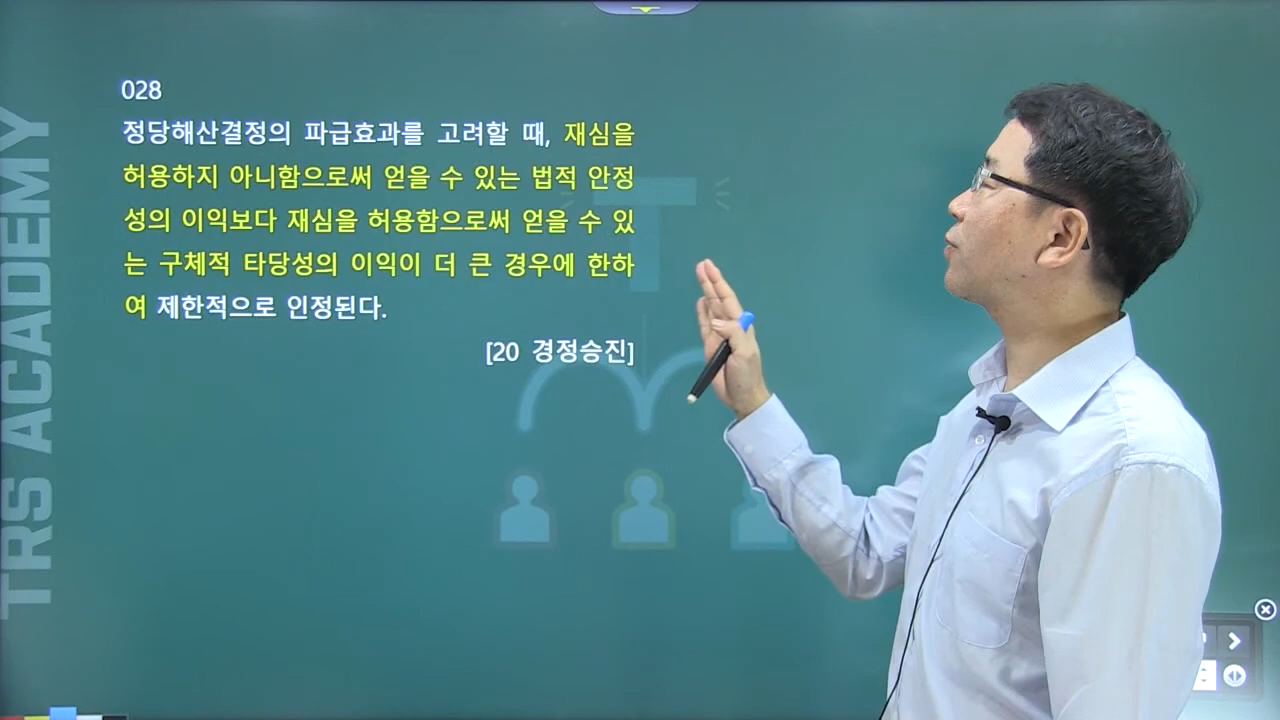 028
정당해산결정의 파급효과를 고려할 때, 재심을
허용하지 아니함으로써 얻을 수 있는 법적 안정
성의 이익보다 재심을 허용함으로써 얻을 수 있
는 구체적 타당성의 이익이 더 큰 경우에 한하
여 제한적으로 인정된다.
[20 경정승진]
TRS ACADEMY